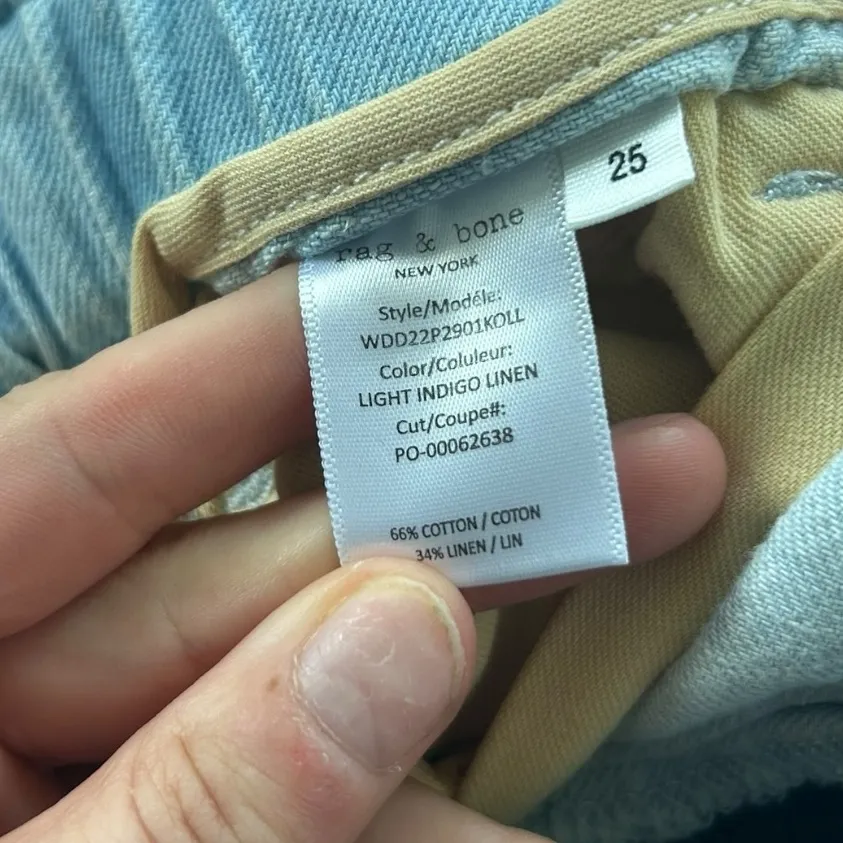 25
rag & bone
NEW YORK
Style/Modéle:
WDD22P2901KOLL
Color/Coluleur:
LIGHT INDIGO LINEN
Cut/Coupe#:
PO-00062638
66% COTTON / COTON
34% LINEN / LIN